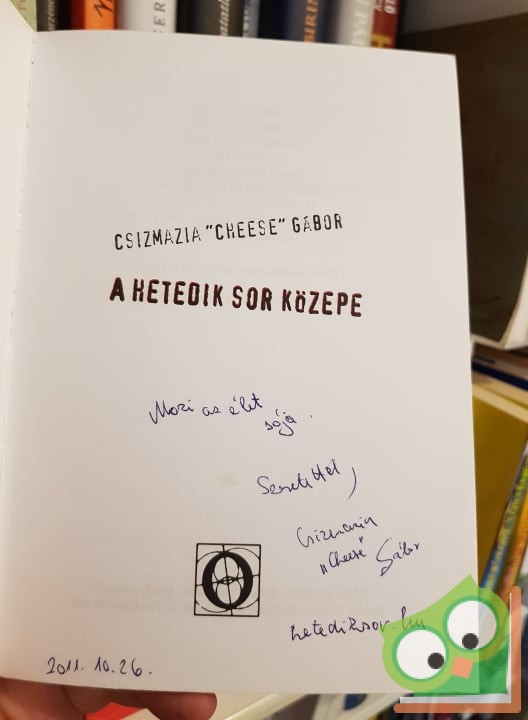 CSIZMAZIA "CHEESE" GÁBOR
A HETEDIK SOR KÖZEPE
Mozi az élet
sója.
Szeretettel,
Csizmazia
"Cheese" Gábor
hetediksor.hu
2011. 10. 26.